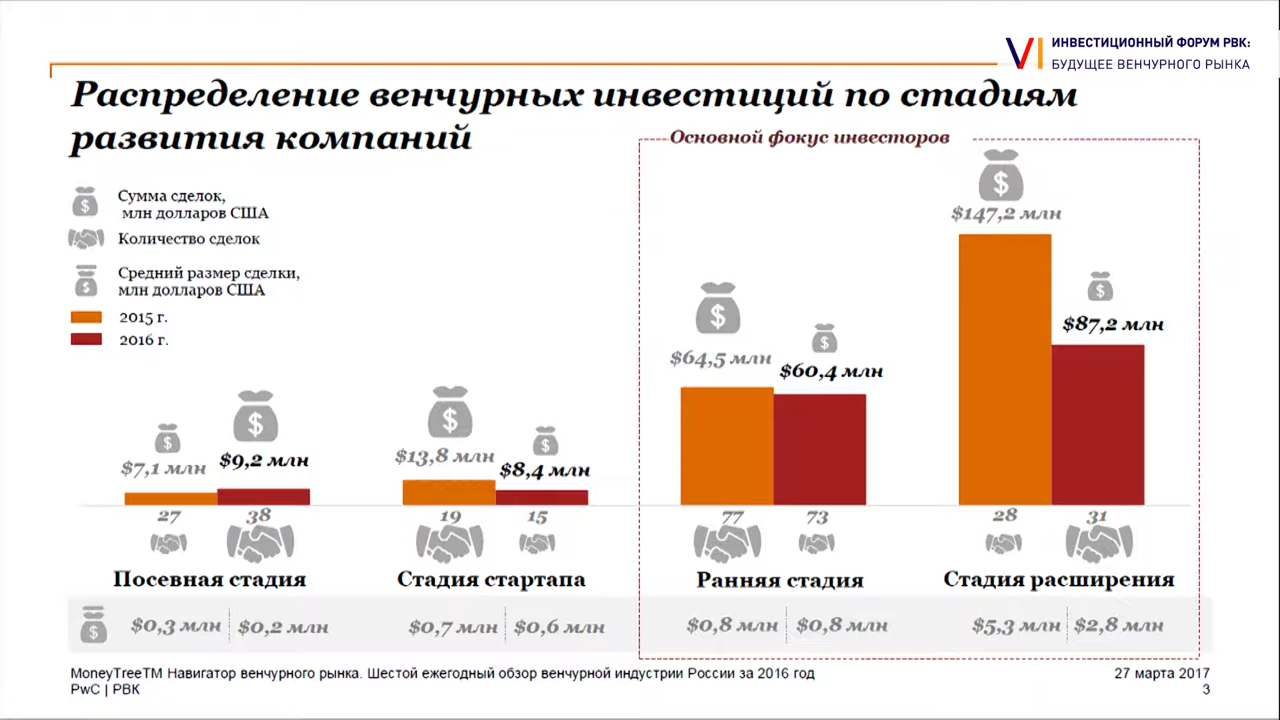 ИНВЕСТИЦИОННЫЙ ФОРУМ РВК:
VI
БУДУЩЕЕ ВЕНЧУРНОГО РЫНКА
Распределение венчурных инвестиций по стадиям
развития компаний
Основной фокус инвесторов
Сумма сделок,
млн долларов США
Количество сделок
Средний размер сделки,
млн долларов США
2015 г.
2016 г.
$7,1 млн
$9,2 млн
$13,8 млн
$8,4 млн
$64,5 млн
$60,4 млн
$147,2 млн
$87,2 млн
27
38
19
15
77
73
28
31
Посевная стадия
Стадия стартапа
Ранняя стадия
Стадия расширения
$0,3 млн
$0,2 млн
$0,7 млн
$0,6 млн
$0,8 млн
$0,8 млн
$5,3 млн
$2,8 млн
MoneyTreeTM Навигатор венчурного рынка. Шестой ежегодный обзор венчурной индустрии России за 2016 год
27 марта 2017
PwC | РВК
3